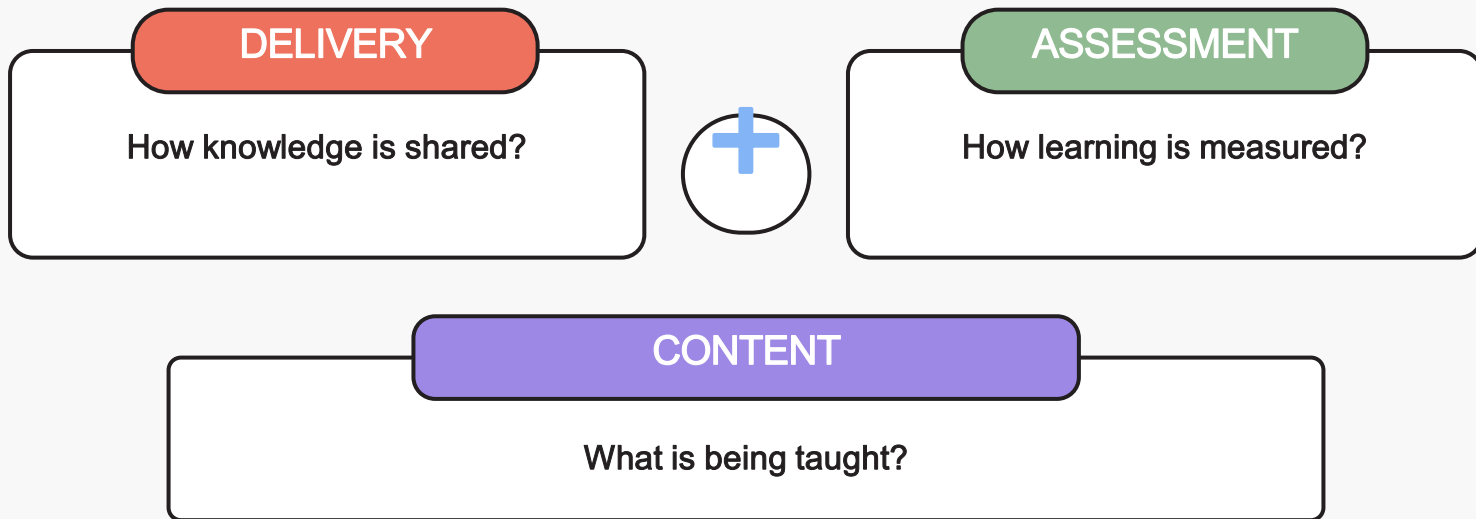 DELIVERY
How knowledge is shared?
ASSESSMENT
How learning is measured?
CONTENT
What is being taught?